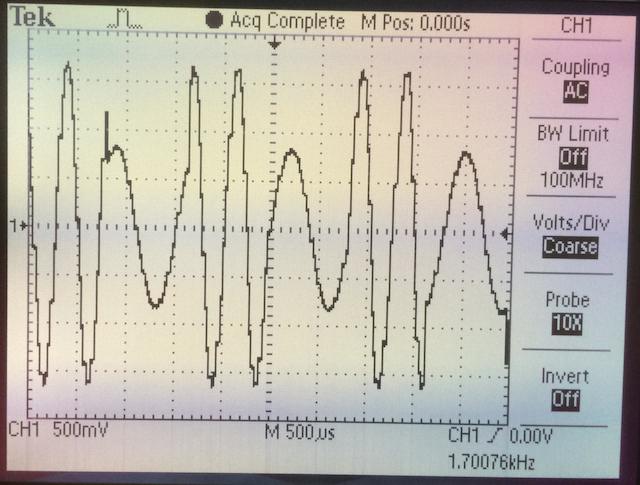 Tek Acq Complete M Pos: 0.000s CH1
Coupling
AC
BW Limit
Off
100MHz
1
Volts/Div
Coarse
Probe
10X
Invert
Off
CH1 500mV M 500µs CH1 / 0.00V
1.70076kHz